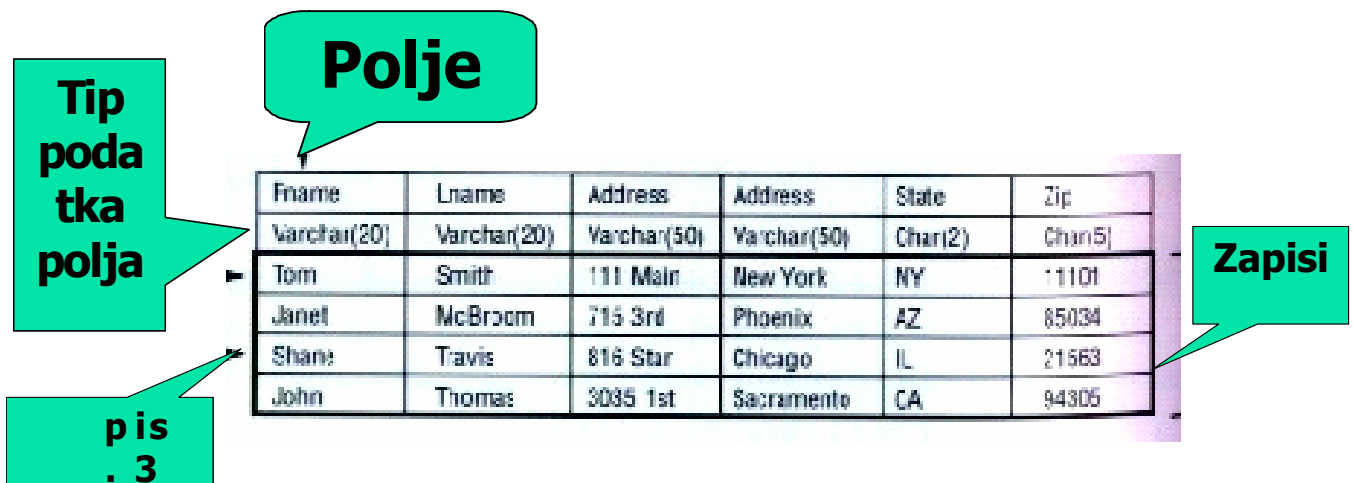 Polje
Tip
poda
tka
polja
Fname Lname Address Address State Zip
Varchar(20) Varchar(20) Varchar(50) Varchar(50) Char(2) Char(5)
Tom Smith 111 Main New York NY 11101
Janet McBroom 715 3rd Phoenix AZ 85034
Shane Travis 816 Star Chicago IL 21563
John Thomas 3035 1st Sacramento CA 94305
Zapisi
pis
. 3